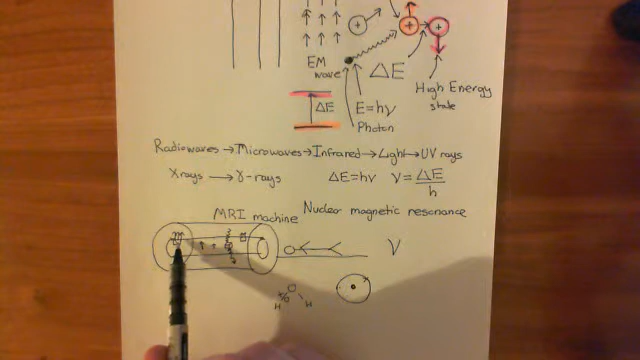 EM
wave
ΔE
High Energy
state
ΔE
E=hν
Photon
Radiowaves→Microwaves→Infrared→Light→UV rays
Xrays → γ-rays ΔE=hν ν=ΔE/h
MRI machine Nuclear magnetic resonance
ν
O
H H